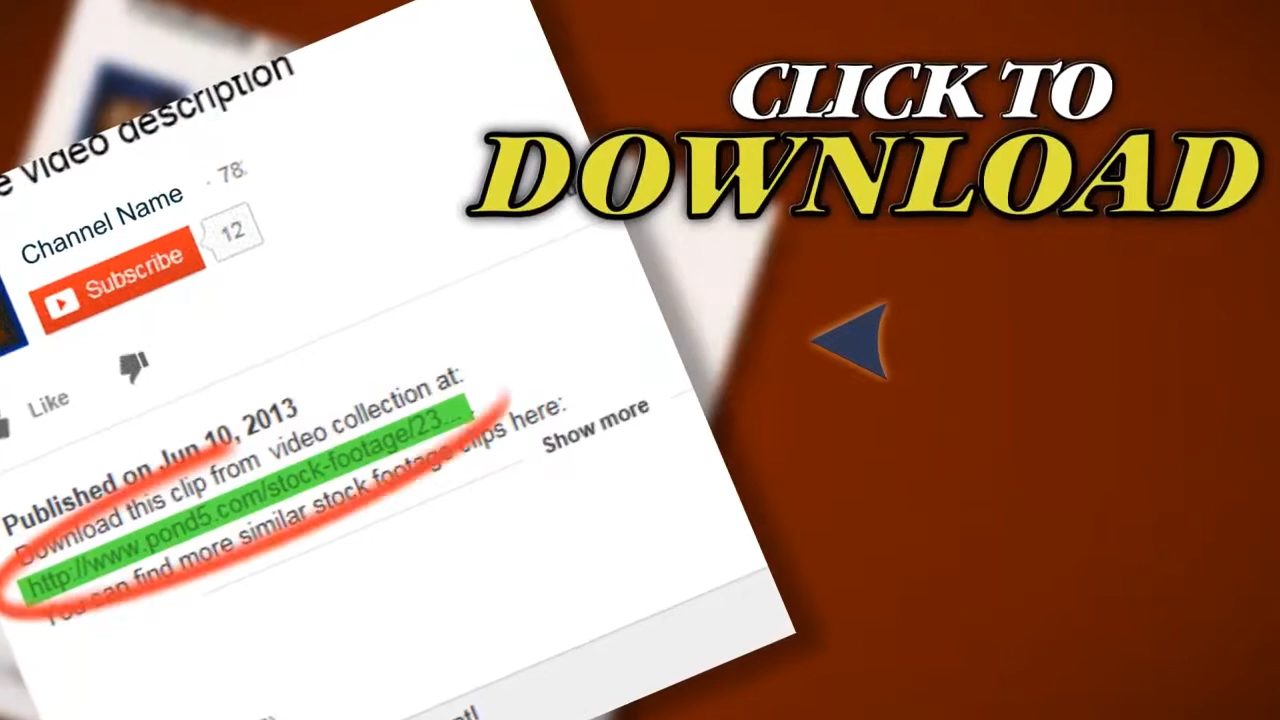 CLICK TO
DOWNLOAD
video description
Channel Name · 78
Subscribe 12
Like
Published on Jun 10, 2013
Download this clip from video collection at:
http://www.pond5.com/stock-footage/23...
You can find more similar stock footage clips here:
Show more